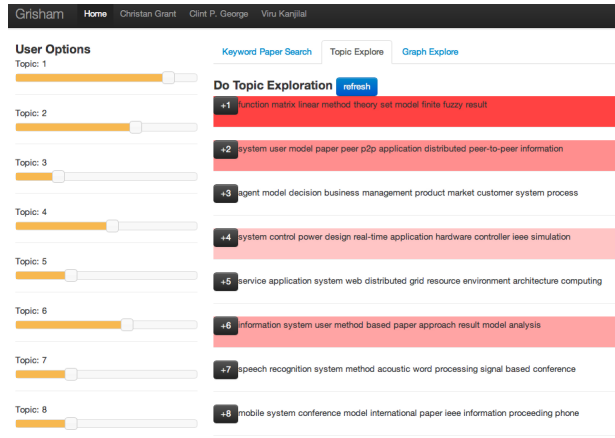 Grisham Home Christan Grant Clint P. George Viru Kanjilal
User Options
Topic: 1
Topic: 2
Topic: 3
Topic: 4
Topic: 5
Topic: 6
Topic: 7
Topic: 8
Keyword Paper Search Topic Explore Graph Explore
Do Topic Exploration refresh
+1 function matrix linear method theory set model finite fuzzy result
+2 system user model paper peer p2p application distributed peer-to-peer information
+3 agent model decision business management product market customer system process
+4 system control power design real-time application hardware controller ieee simulation
+5 service application system web distributed grid resource environment architecture computing
+6 information system user method based paper approach result model analysis
+7 speech recognition system method acoustic word processing signal based conference
+8 mobile system conference model international paper ieee information proceeding phone